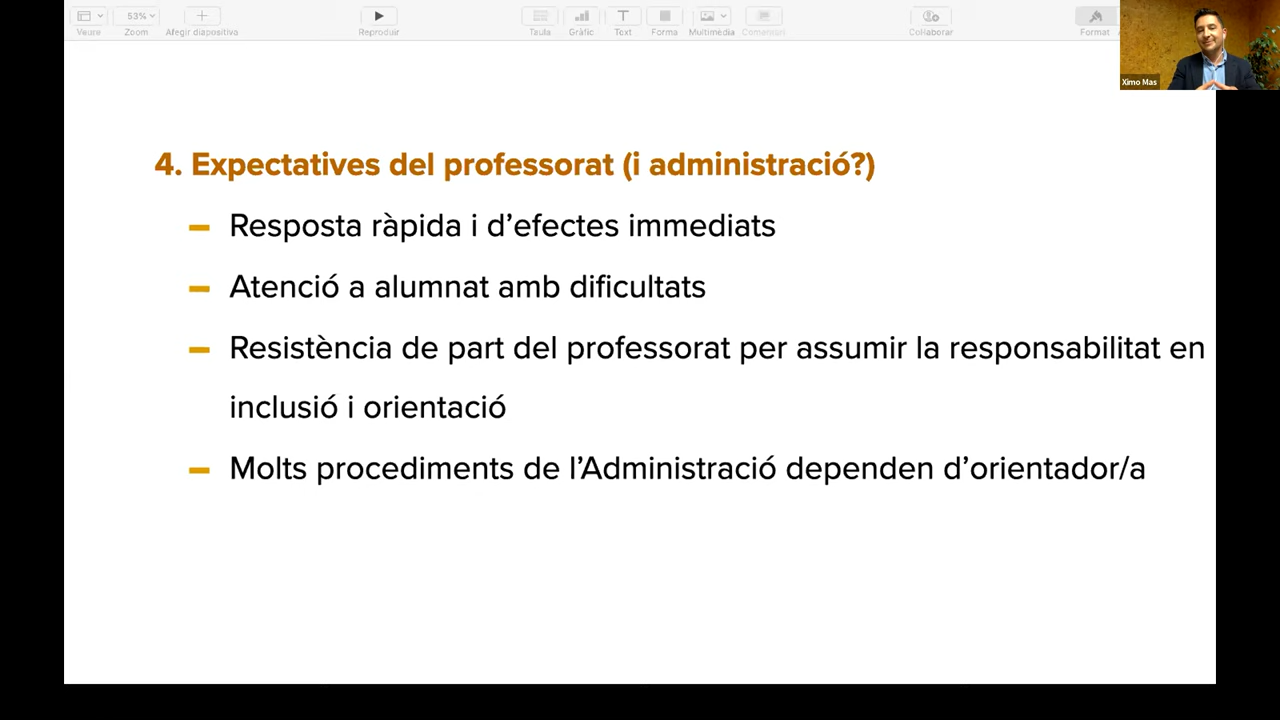 53%
Veure
Zoom
Afegir diapositiva
Reproduir
Taula
Gràfic
Text
Forma
Multimèdia
Comentari
Col·laborar
Format
Ximo Mas
4. Expectatives del professorat (i administració?)
Resposta ràpida i d’efectes immediats
Atenció a alumnat amb dificultats
Resistència de part del professorat per assumir la responsabilitat en
inclusió i orientació
Molts procediments de l’Administració dependen d’orientador/a